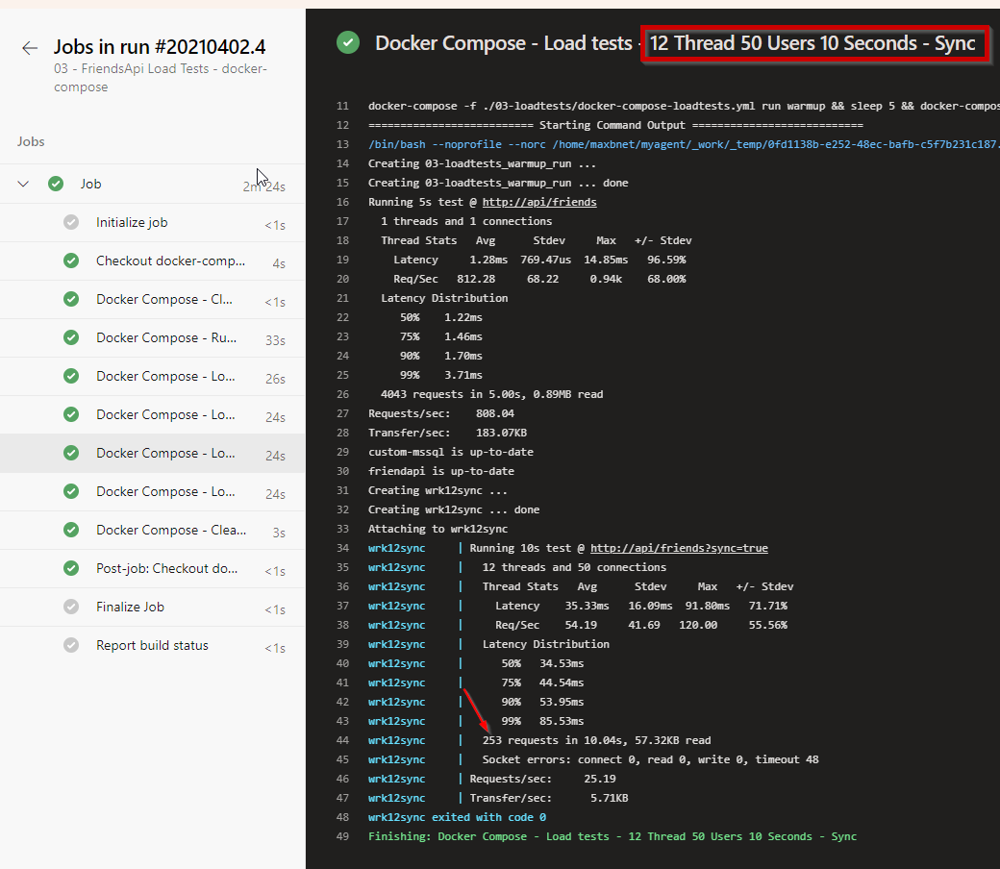 Jobs in run #20210402.4
03 - FriendsApi Load Tests - docker-
compose
Jobs
Job 2m 24s
Initialize job <1s
Checkout docker-comp... 4s
Docker Compose - Cl... <1s
Docker Compose - Ru... 33s
Docker Compose - Lo... 26s
Docker Compose - Lo... 24s
Docker Compose - Lo... 24s
Docker Compose - Lo... 24s
Docker Compose - Clea... 3s
Post-job: Checkout do... <1s
Finalize Job <1s
Report build status <1s
Docker Compose - Load tests - 12 Thread 50 Users 10 Seconds - Sync
11 docker-compose -f ./03-loadtests/docker-compose-loadtests.yml run warmup && sleep 5 && docker-compos
12 ========================== Starting Command Output ===========================
13 /bin/bash --noprofile --norc /home/maxbnet/myagent/_work/_temp/0fd1138b-e252-48ec-bafb-c5f7b231c187.
14 Creating 03-loadtests_warmup_run ...
15 Creating 03-loadtests_warmup_run ... done
16 Running 5s test @ http://api/friends
17 1 threads and 1 connections
18 Thread Stats Avg Stdev Max +/- Stdev
19 Latency 1.28ms 769.47us 14.85ms 96.59%
20 Req/Sec 812.28 68.22 0.94k 68.00%
21 Latency Distribution
22 50% 1.22ms
23 75% 1.46ms
24 90% 1.70ms
25 99% 3.71ms
26 4043 requests in 5.00s, 0.89MB read
27 Requests/sec: 808.04
28 Transfer/sec: 183.07KB
29 custom-mssql is up-to-date
30 friendapi is up-to-date
31 Creating wrk12sync ...
32 Creating wrk12sync ... done
33 Attaching to wrk12sync
34 wrk12sync | Running 10s test @ http://api/friends?sync=true
35 wrk12sync | 12 threads and 50 connections
36 wrk12sync | Thread Stats Avg Stdev Max +/- Stdev
37 wrk12sync | Latency 35.33ms 16.09ms 91.80ms 71.71%
38 wrk12sync | Req/Sec 54.19 41.69 120.00 55.56%
39 wrk12sync | Latency Distribution
40 wrk12sync | 50% 34.53ms
41 wrk12sync | 75% 44.54ms
42 wrk12sync | 90% 53.95ms
43 wrk12sync | 99% 85.53ms
44 wrk12sync | 253 requests in 10.04s, 57.32KB read
45 wrk12sync | Socket errors: connect 0, read 0, write 0, timeout 48
46 wrk12sync | Requests/sec: 25.19
47 wrk12sync | Transfer/sec: 5.71KB
48 wrk12sync exited with code 0
49 Finishing: Docker Compose - Load tests - 12 Thread 50 Users 10 Seconds - Sync